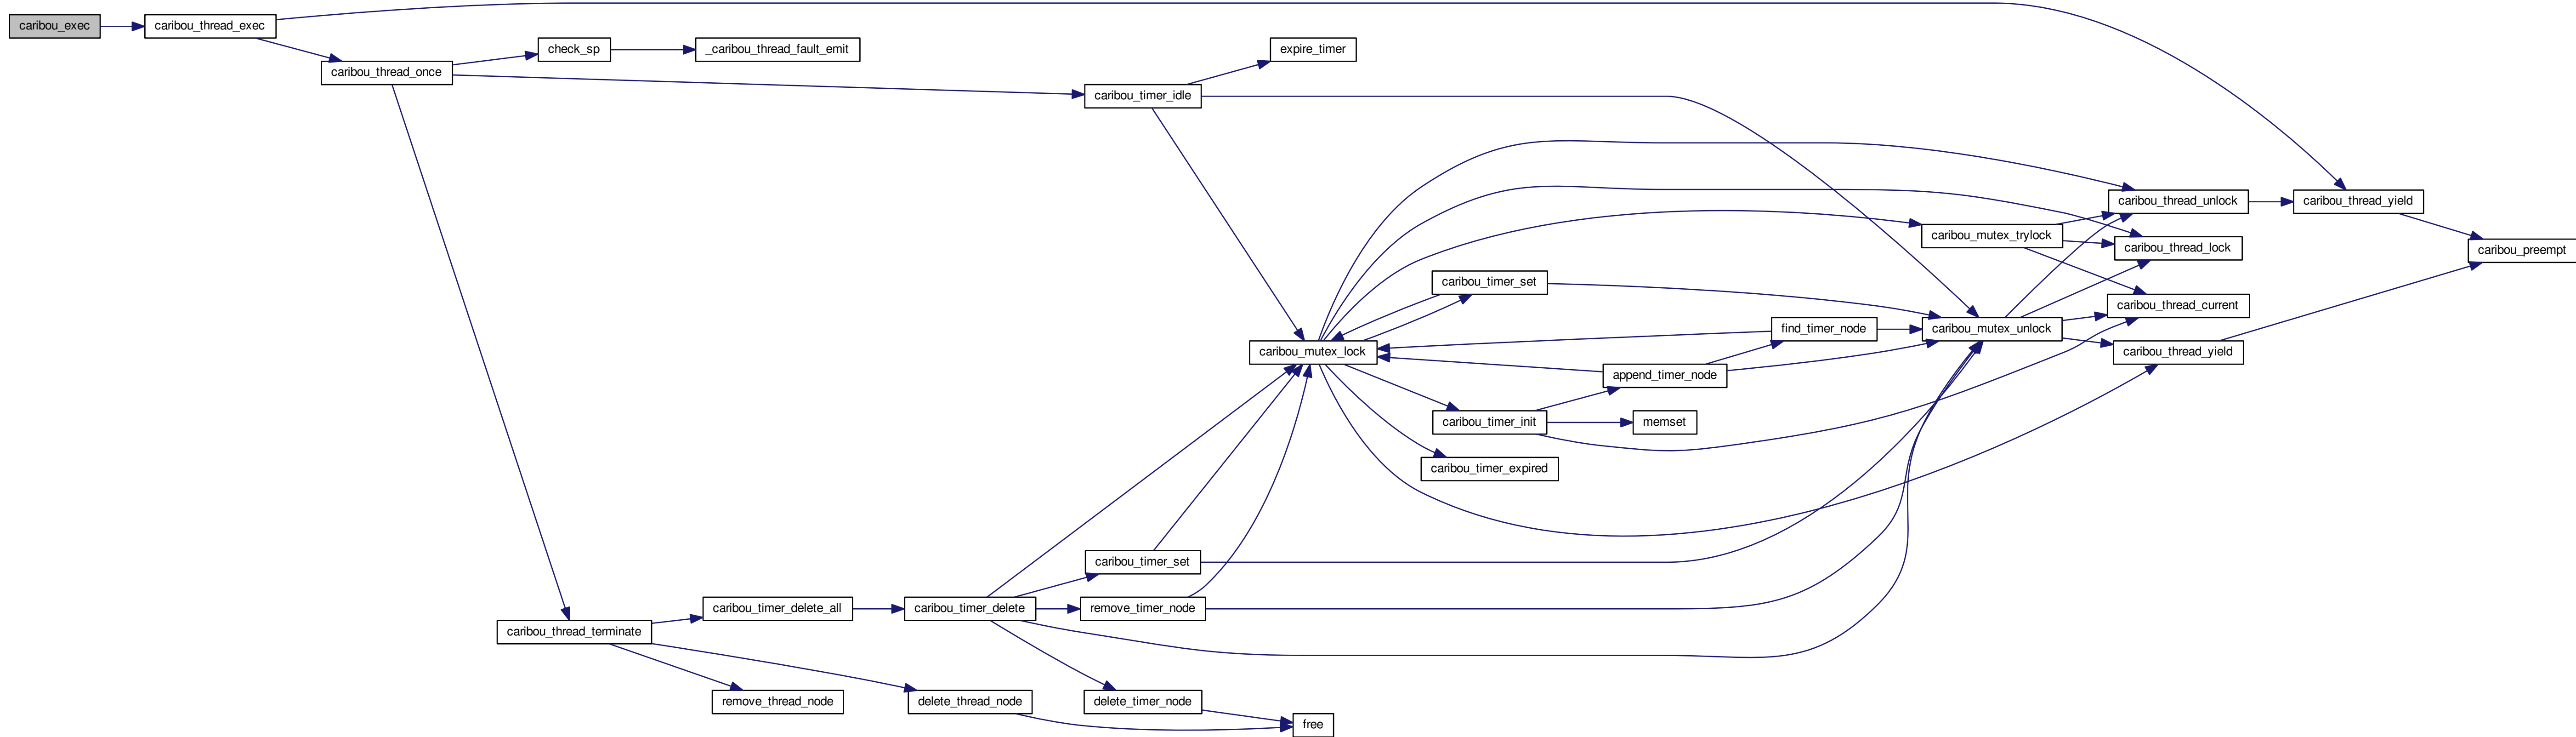 caribou_exec
caribou_thread_exec
check_sp
_caribou_thread_fault_emit
expire_timer
caribou_thread_once
caribou_timer_idle
caribou_thread_unlock
caribou_thread_yield
caribou_mutex_trylock
caribou_thread_lock
caribou_preempt
caribou_timer_set
caribou_thread_current
find_timer_node
caribou_mutex_unlock
caribou_mutex_lock
caribou_thread_yield
append_timer_node
caribou_timer_init
memset
caribou_timer_expired
caribou_timer_set
caribou_timer_delete_all
caribou_timer_delete
remove_timer_node
caribou_thread_terminate
remove_thread_node
delete_thread_node
delete_timer_node
free